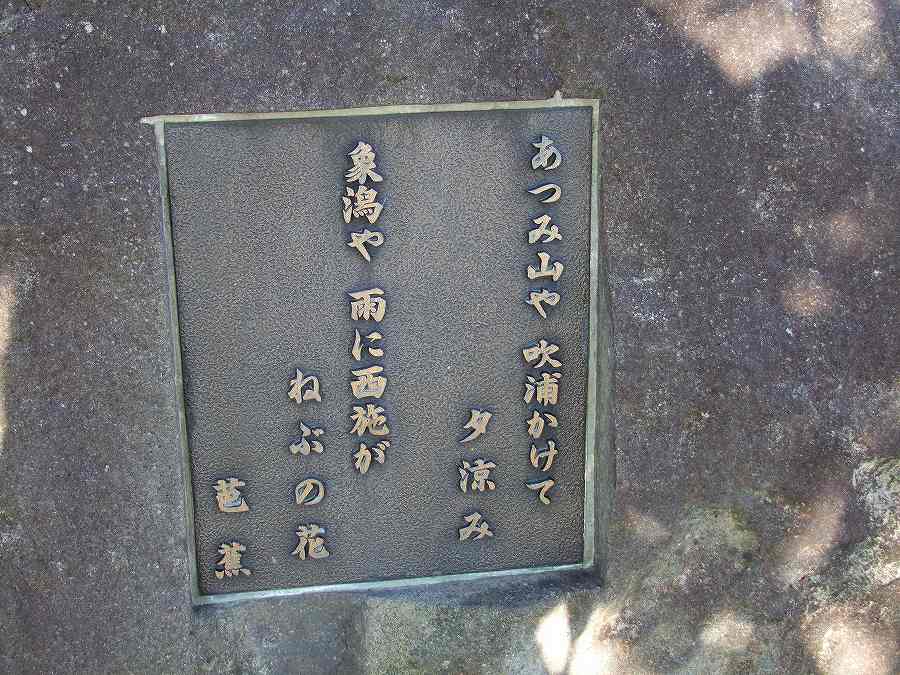 あつみ山や 吹浦かけて
夕涼み
象潟や 雨に西施が
ねぶの花
芭蕉